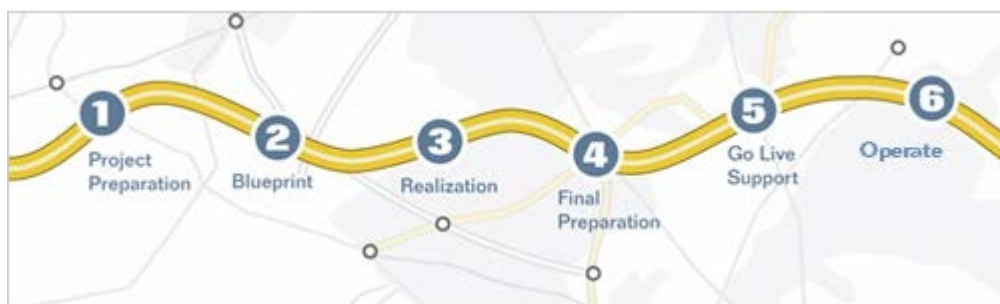 1
Project
Preparation
2
Blueprint
3
Realization
4
Final
Preparation
5
Go Live
Support
6
Operate